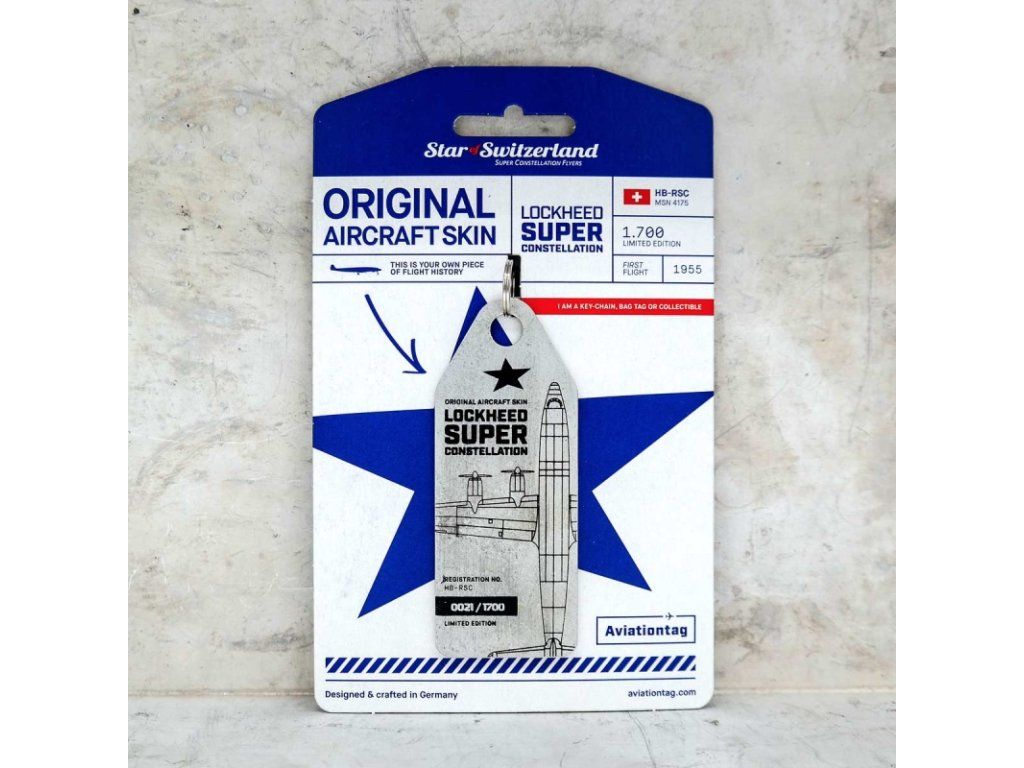 Star of Switzerland
SUPER CONSTELLATION FLYERS
ORIGINAL
AIRCRAFT SKIN
THIS IS YOUR OWN PIECE
OF FLIGHT HISTORY
LOCKHEED
SUPER
CONSTELLATION
HB-RSC
MSN 4175
1.700
LIMITED EDITION
FIRST
FLIGHT
1955
I AM A KEY-CHAIN, BAG TAG OR COLLECTIBLE
ORIGINAL AIRCRAFT SKIN
LOCKHEED
SUPER
CONSTELLATION
REGISTRATION NO.
HB-RSC
0021 / 1700
LIMITED EDITION
Aviationtag
Designed & crafted in Germany
aviationtag.com